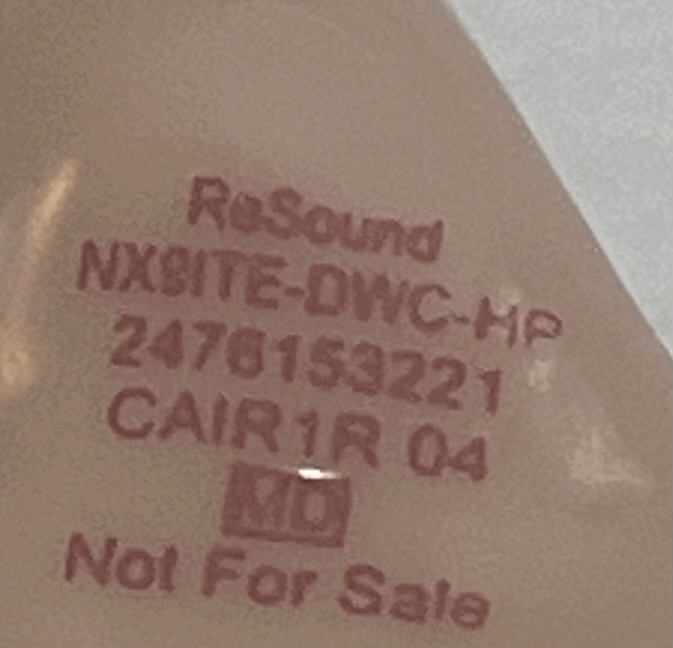 ReSound
NX9ITE-DWC-HP
2476153221
CAIR1R 04
MD
Not For Sale